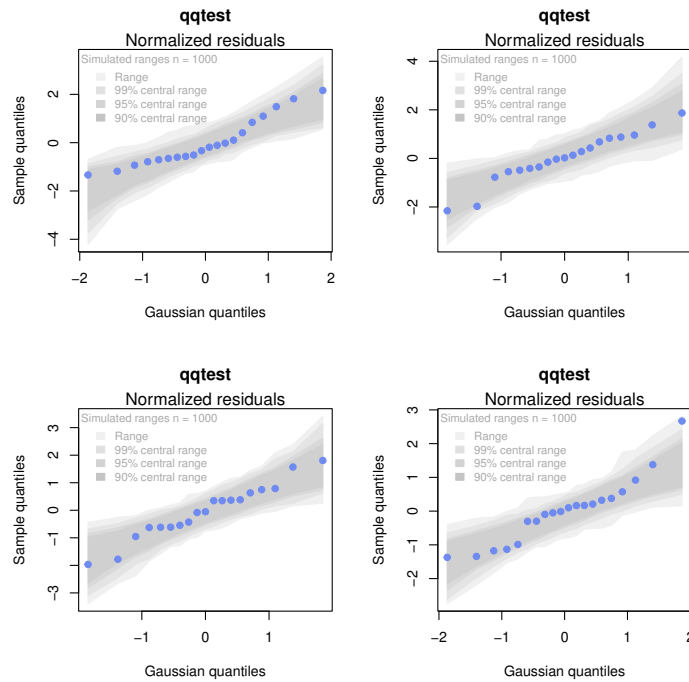 qqtest
Normalized residuals
Simulated ranges n = 1000
Range
99% central range
95% central range
90% central range
Sample quantiles
2
0
−2
−4
−2
−1
0
1
2
Gaussian quantiles
qqtest
Normalized residuals
Simulated ranges n = 1000
Range
99% central range
95% central range
90% central range
Sample quantiles
4
2
0
−2
−1
0
1
Gaussian quantiles
qqtest
Normalized residuals
Simulated ranges n = 1000
Range
99% central range
95% central range
90% central range
Sample quantiles
3
2
1
0
−1
−3
−1
0
1
Gaussian quantiles
qqtest
Normalized residuals
Simulated ranges n = 1000
Range
99% central range
95% central range
90% central range
Sample quantiles
3
2
1
0
−1
−2
−2
−1
0
1
2
Gaussian quantiles